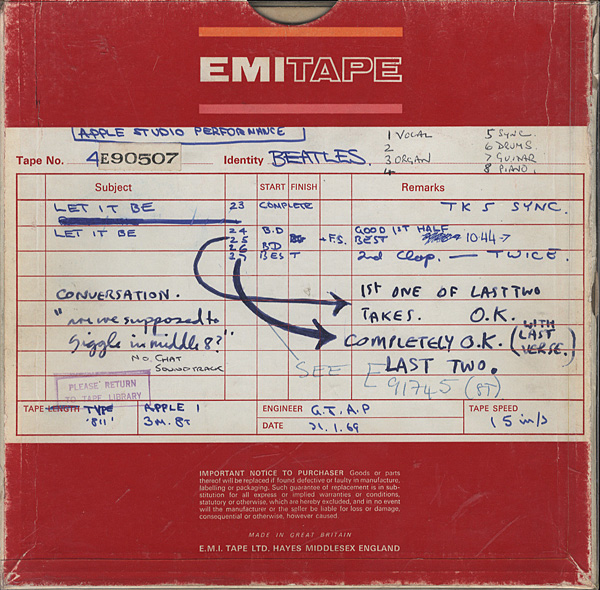 EMITAPE
APPLE STUDIO PERFORMANCE
1 VOCAL 5 SYNC.
2 6 DRUMS
3 ORGAN 7 GUITAR
4 8 PIANO.
Tape No. 4E90507 Identity BEATLES.
Subject START FINISH Remarks
LET IT BE 23 COMPLETE TK 5 SYNC.
LET IT BE 24 B.D GOOD 1ST HALF
25 → F.S. BEST 10.44→
26 BD
27 BEST 2nd Clap. — TWICE.
CONVERSATION.
"are we supposed to
giggle in middle 8?"
NO. CHAT
SOUNDTRACK
1ST ONE OF LAST TWO
TAKES. O.K.
COMPLETELY O.K. (WITH LAST VERSE.)
LAST TWO.
SEE E 91745 (8T)
PLEASE RETURN
TO TAPE LIBRARY
TAPE LENGTH TYPE APPLE 1 ENGINEER G.J. A.P TAPE SPEED
'811' 3M. 8T DATE 31.1.69 15 in/s
IMPORTANT NOTICE TO PURCHASER Goods or parts
thereof will be replaced if found defective or faulty in manufacture,
labelling or packaging. Such guarantee of replacement is in sub-
stitution for all express or implied warranties or conditions,
statutory or otherwise, which are hereby excluded, and in no event
will the manufacturer or the seller be liable for loss or damage,
consequential or otherwise, however caused.
MADE IN GREAT BRITAIN
E.M.I. TAPE LTD. HAYES MIDDLESEX ENGLAND